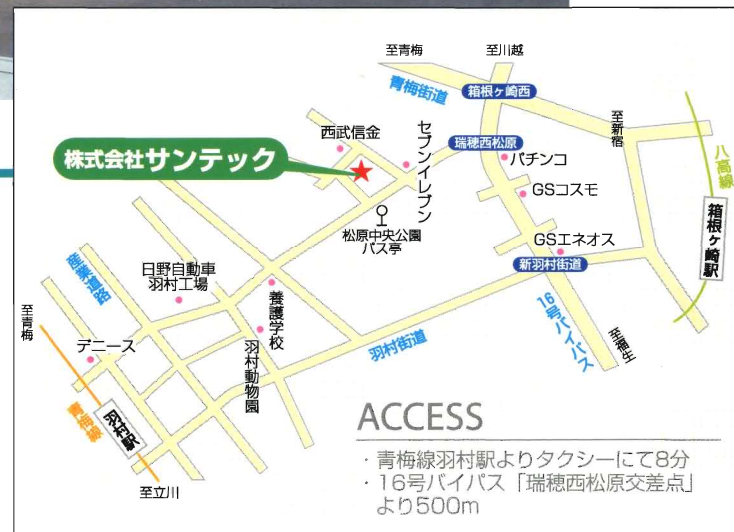 至青梅
至川越
青梅街道
箱根ヶ崎西
至新宿
八高線
西武信金
セブンイレブン
瑞穂西松原
パチンコ
株式会社サンテック
GSコスモ
箱根ヶ崎駅
松原中央公園
バス亭
GSエネオス
新羽村街道
産業道路
日野自動車
羽村工場
養護学校
16号バイパス
至福生
至青梅
デニース
羽村動物園
羽村街道
青梅線
羽村駅
至立川
ACCESS
・青梅線羽村駅よりタクシーにて8分
・16号バイパス「瑞穂西松原交差点」
より500m